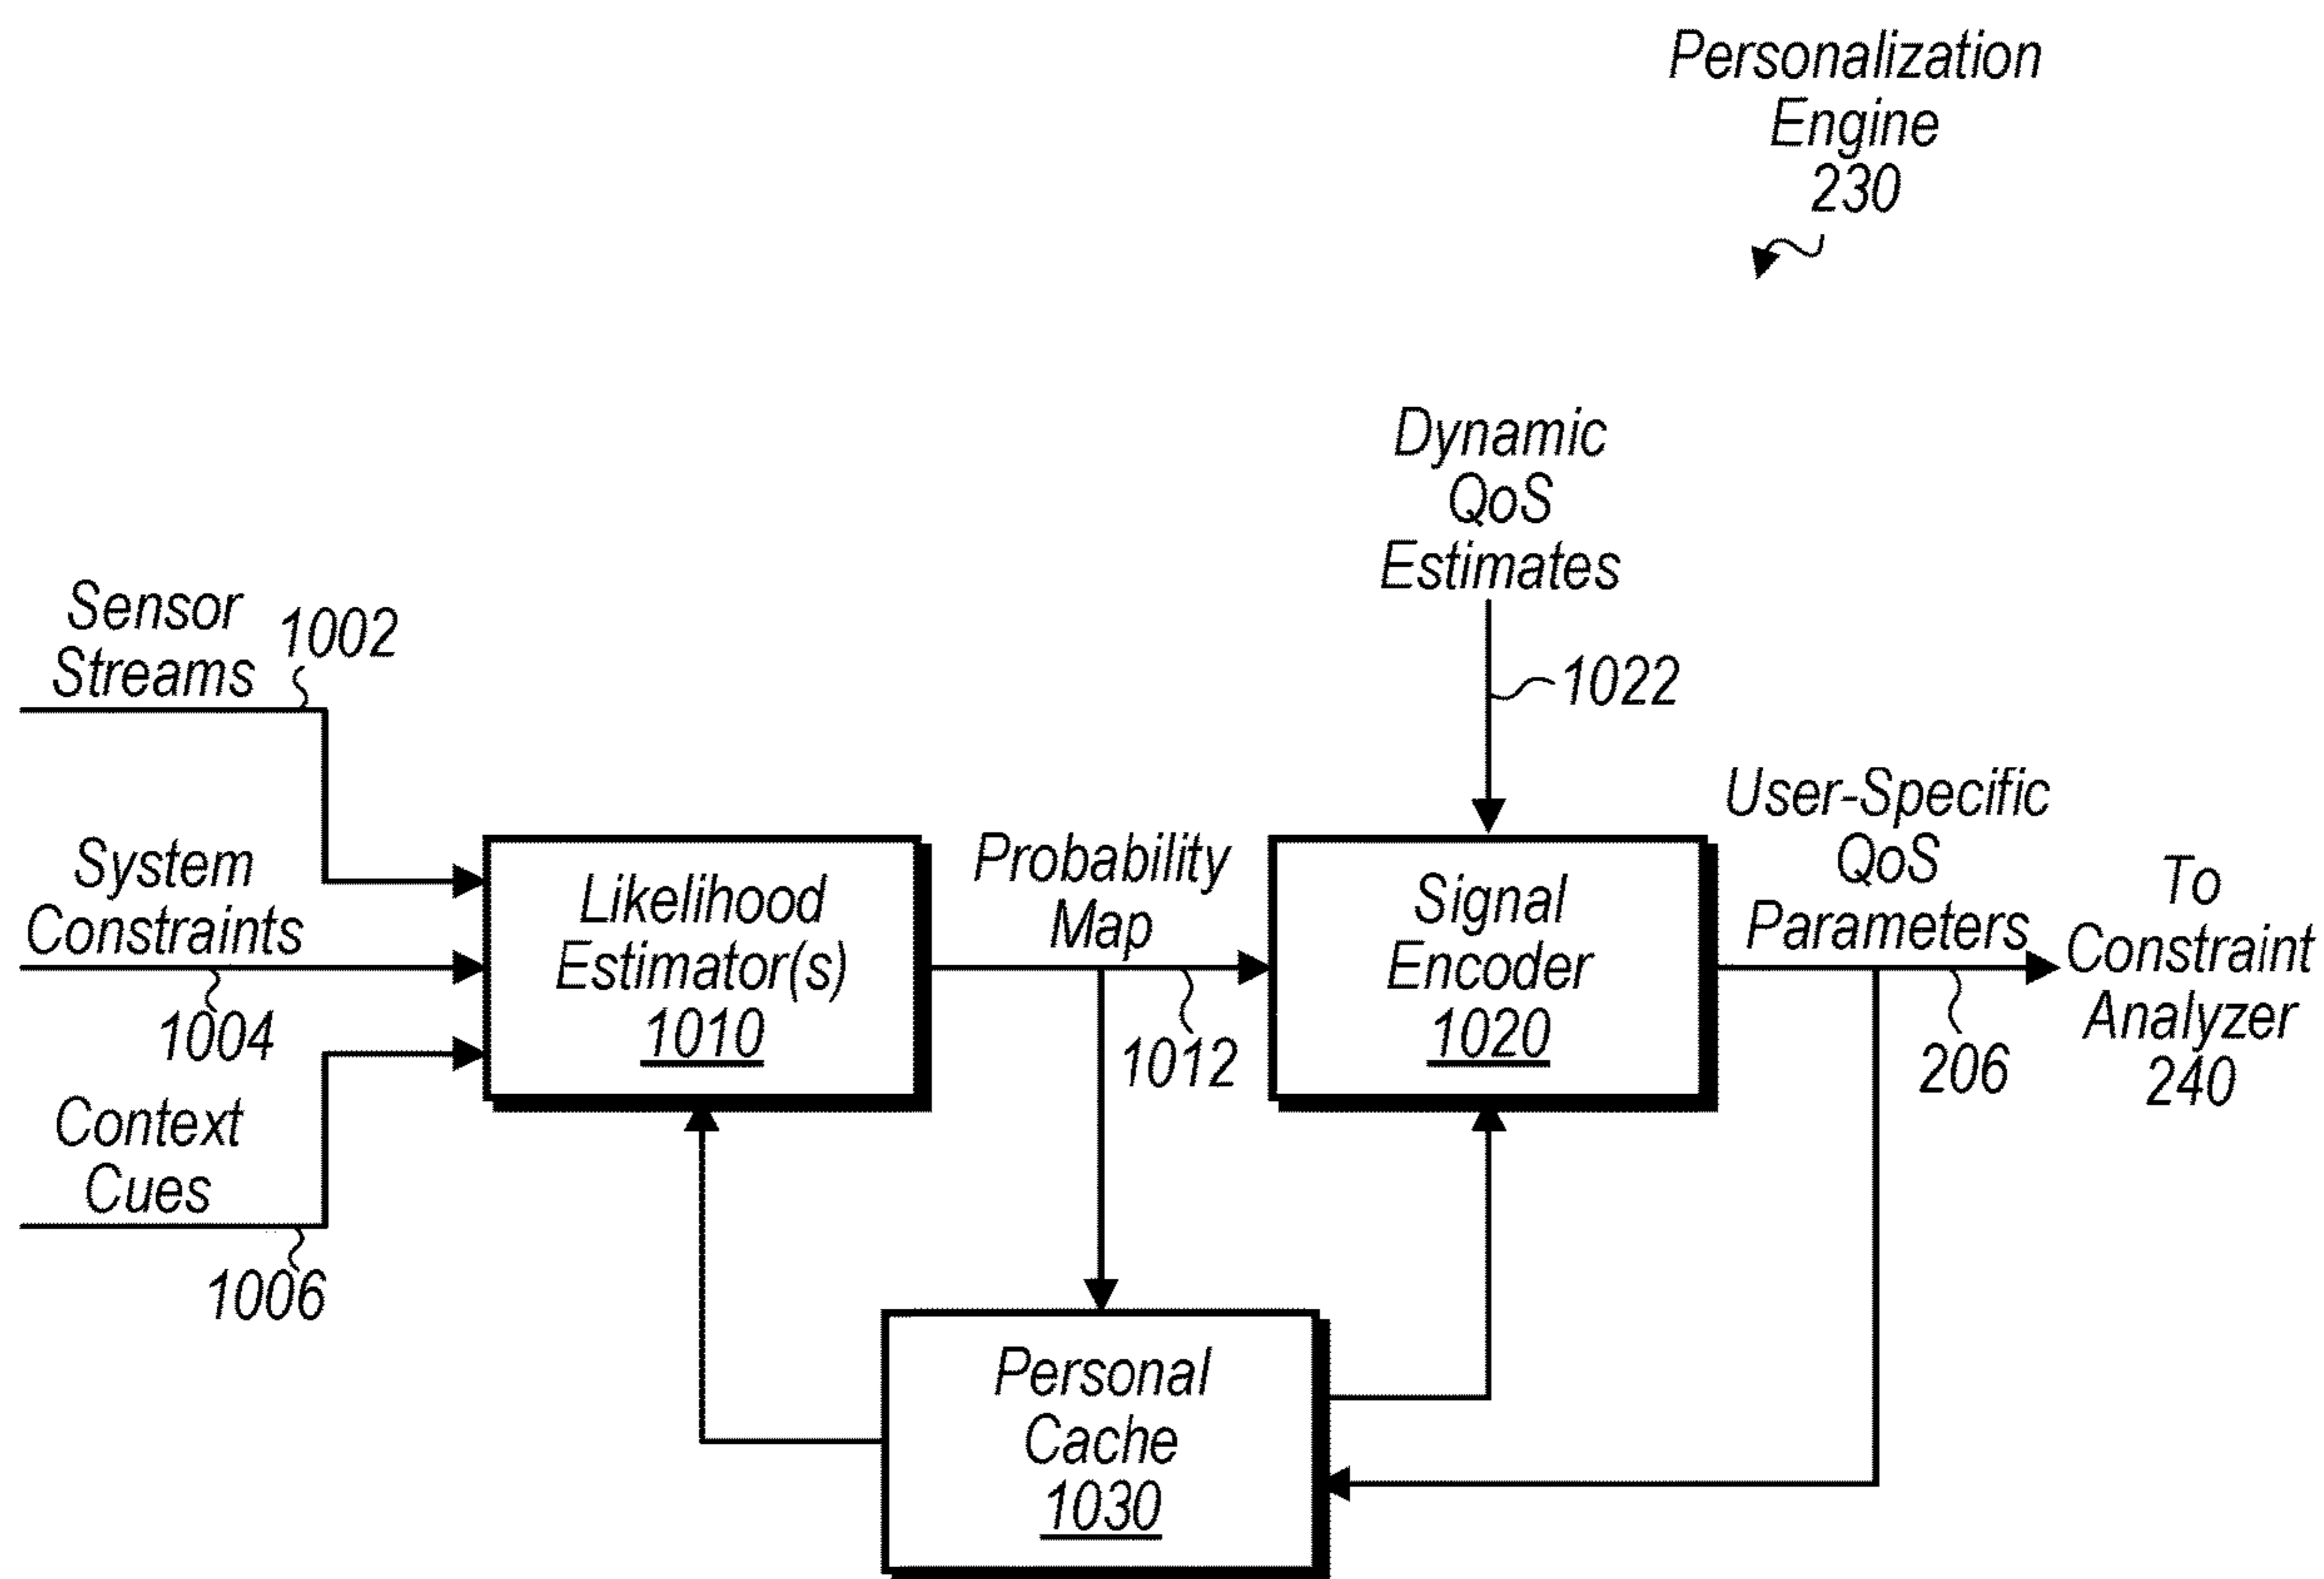 Personalization
Engine
230
Dynamic
QoS
Estimates
1022
Sensor
Streams
1002
System
Constraints
1004
Context
Cues
1006
Likelihood
Estimator(s)
1010
Probability
Map
1012
Signal
Encoder
1020
User-Specific
QoS
Parameters
206
To
Constraint
Analyzer
240
Personal
Cache
1030